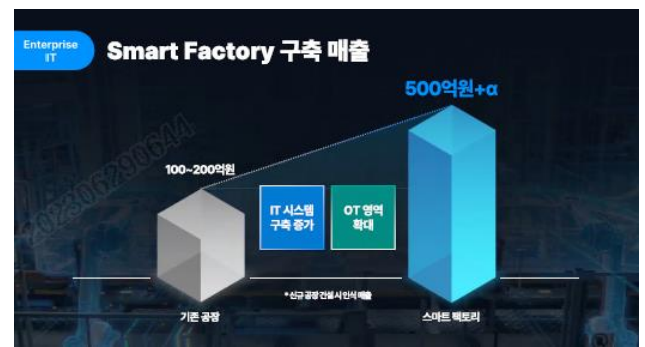 Enterprise
IT
Smart Factory 구축 매출
500억원+α
100~200억원
IT 시스템
구축 증가
OT 영역
확대
*신규 공장 건설 시 인식 매출
기존 공장
스마트 팩토리